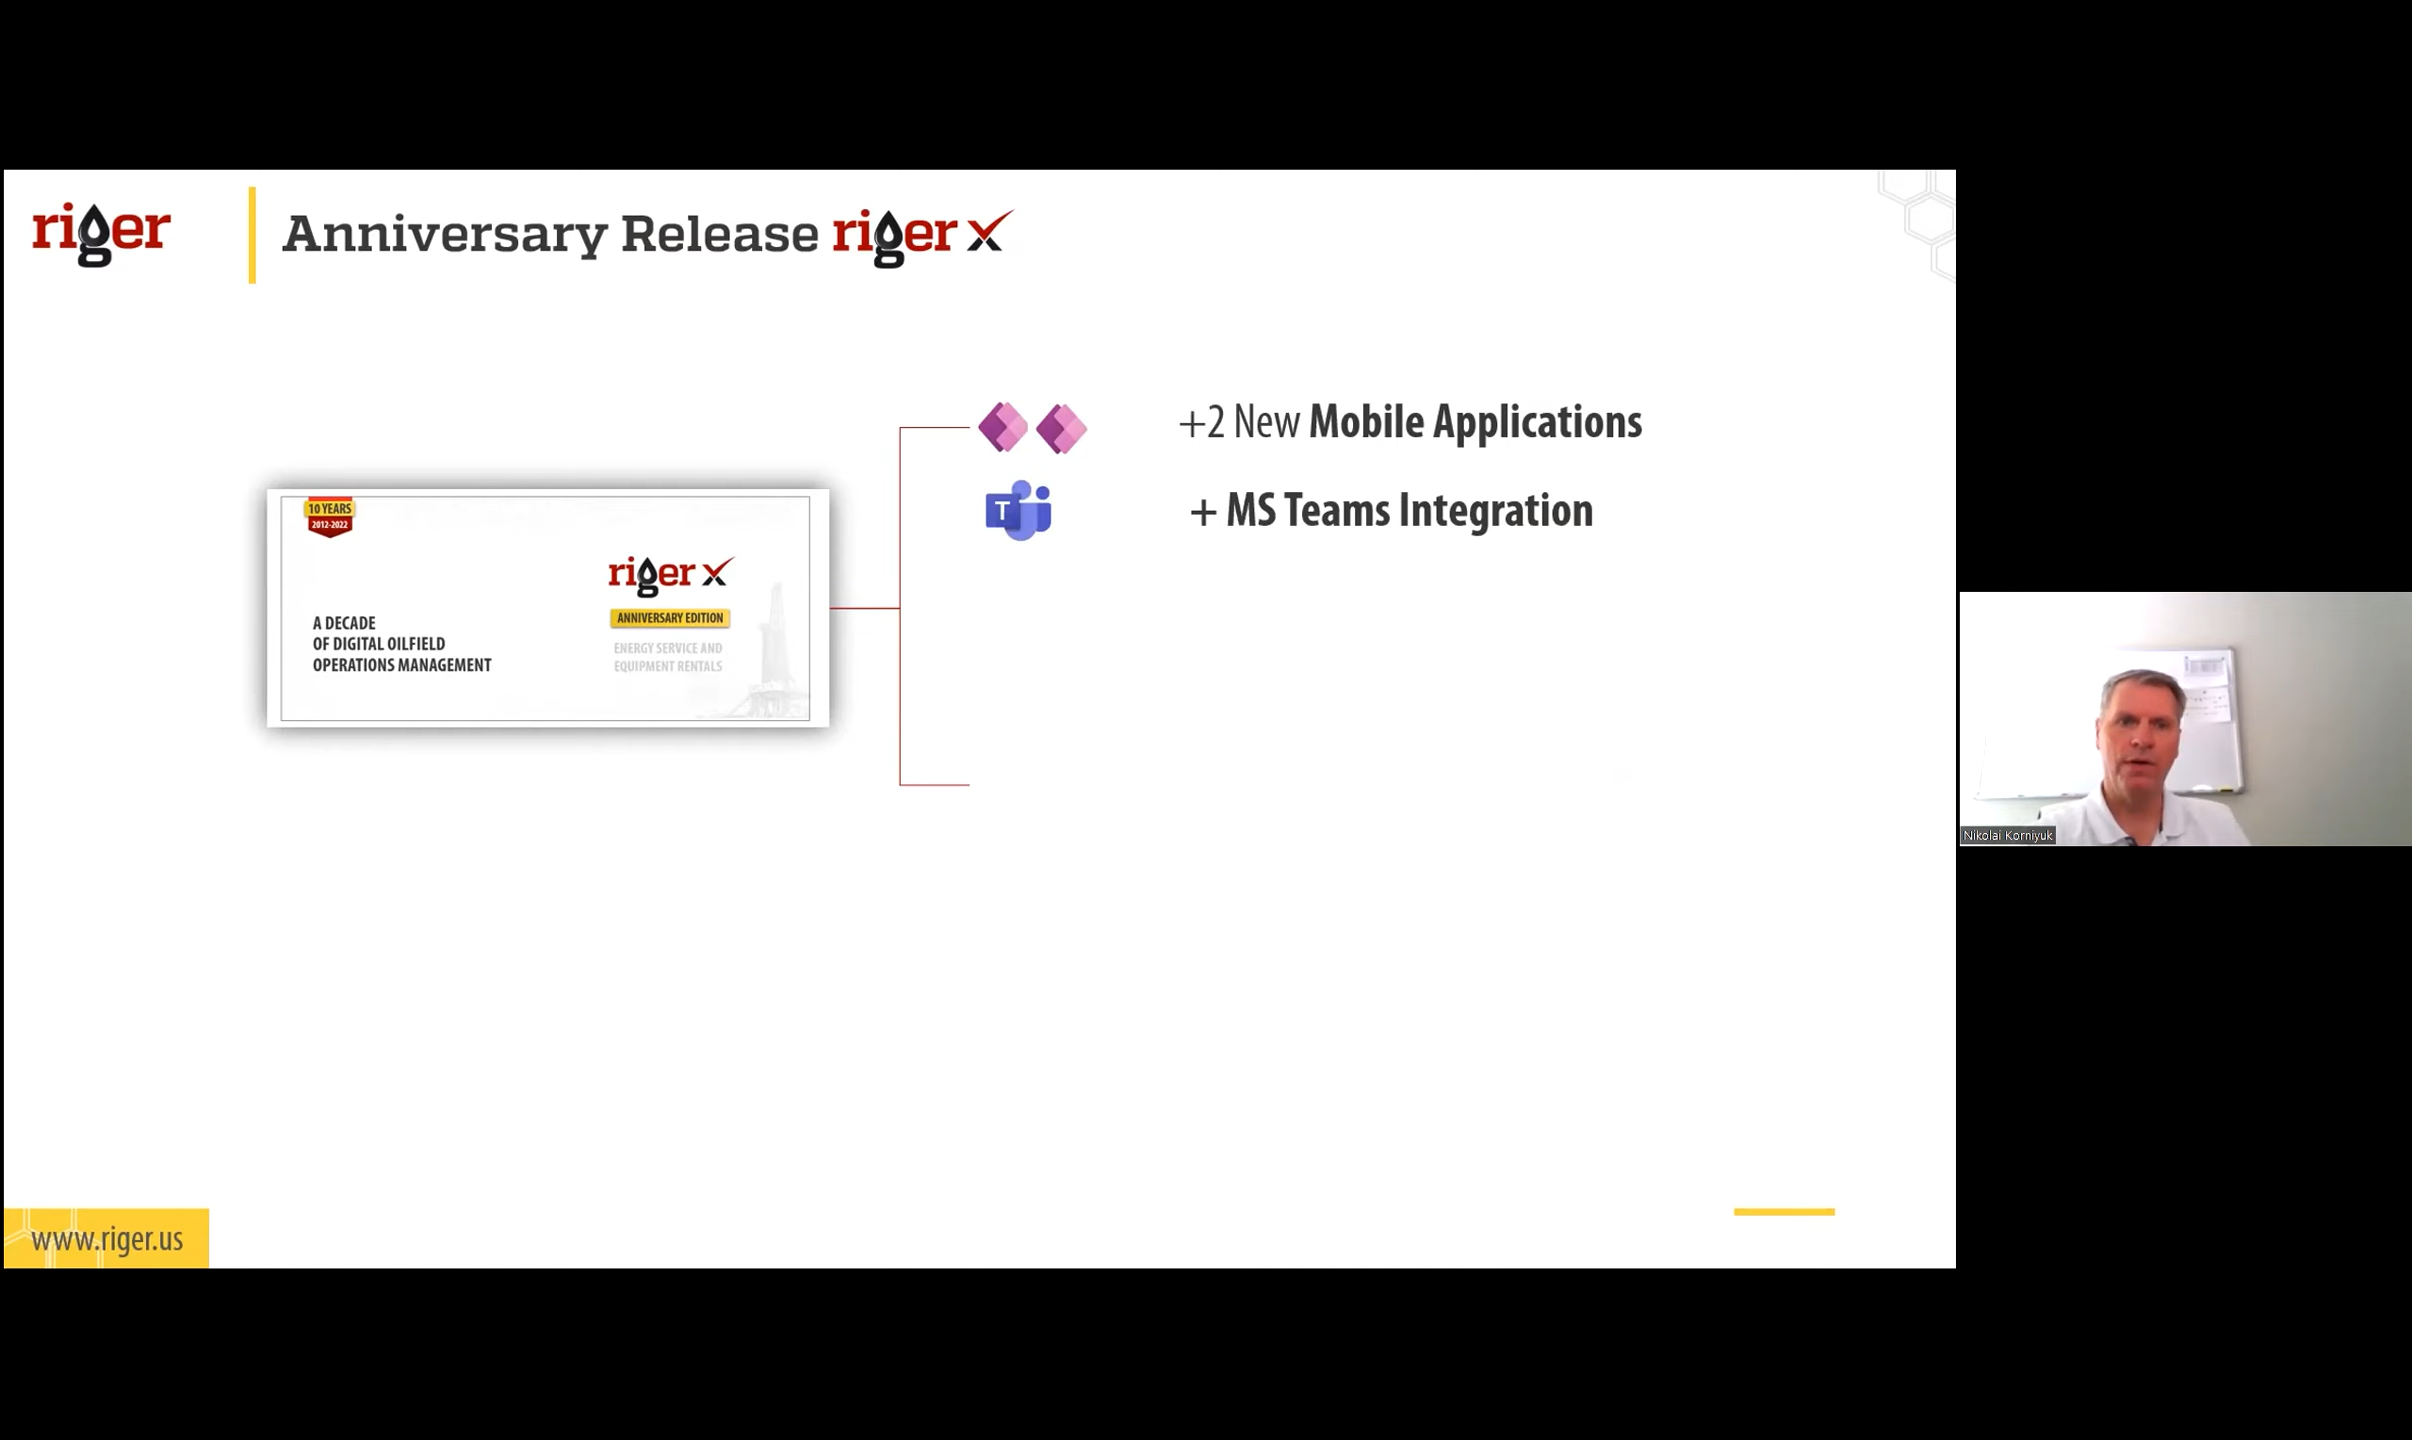 riger
Anniversary Release riger X
+2 New Mobile Applications
T
+ MS Teams Integration
10 YEARS
2012-2022
riger X
ANNIVERSARY EDITION
ENERGY SERVICE AND
EQUIPMENT RENTALS
A DECADE
OF DIGITAL OILFIELD
OPERATIONS MANAGEMENT
Nikolai Korniyuk
www.riger.us